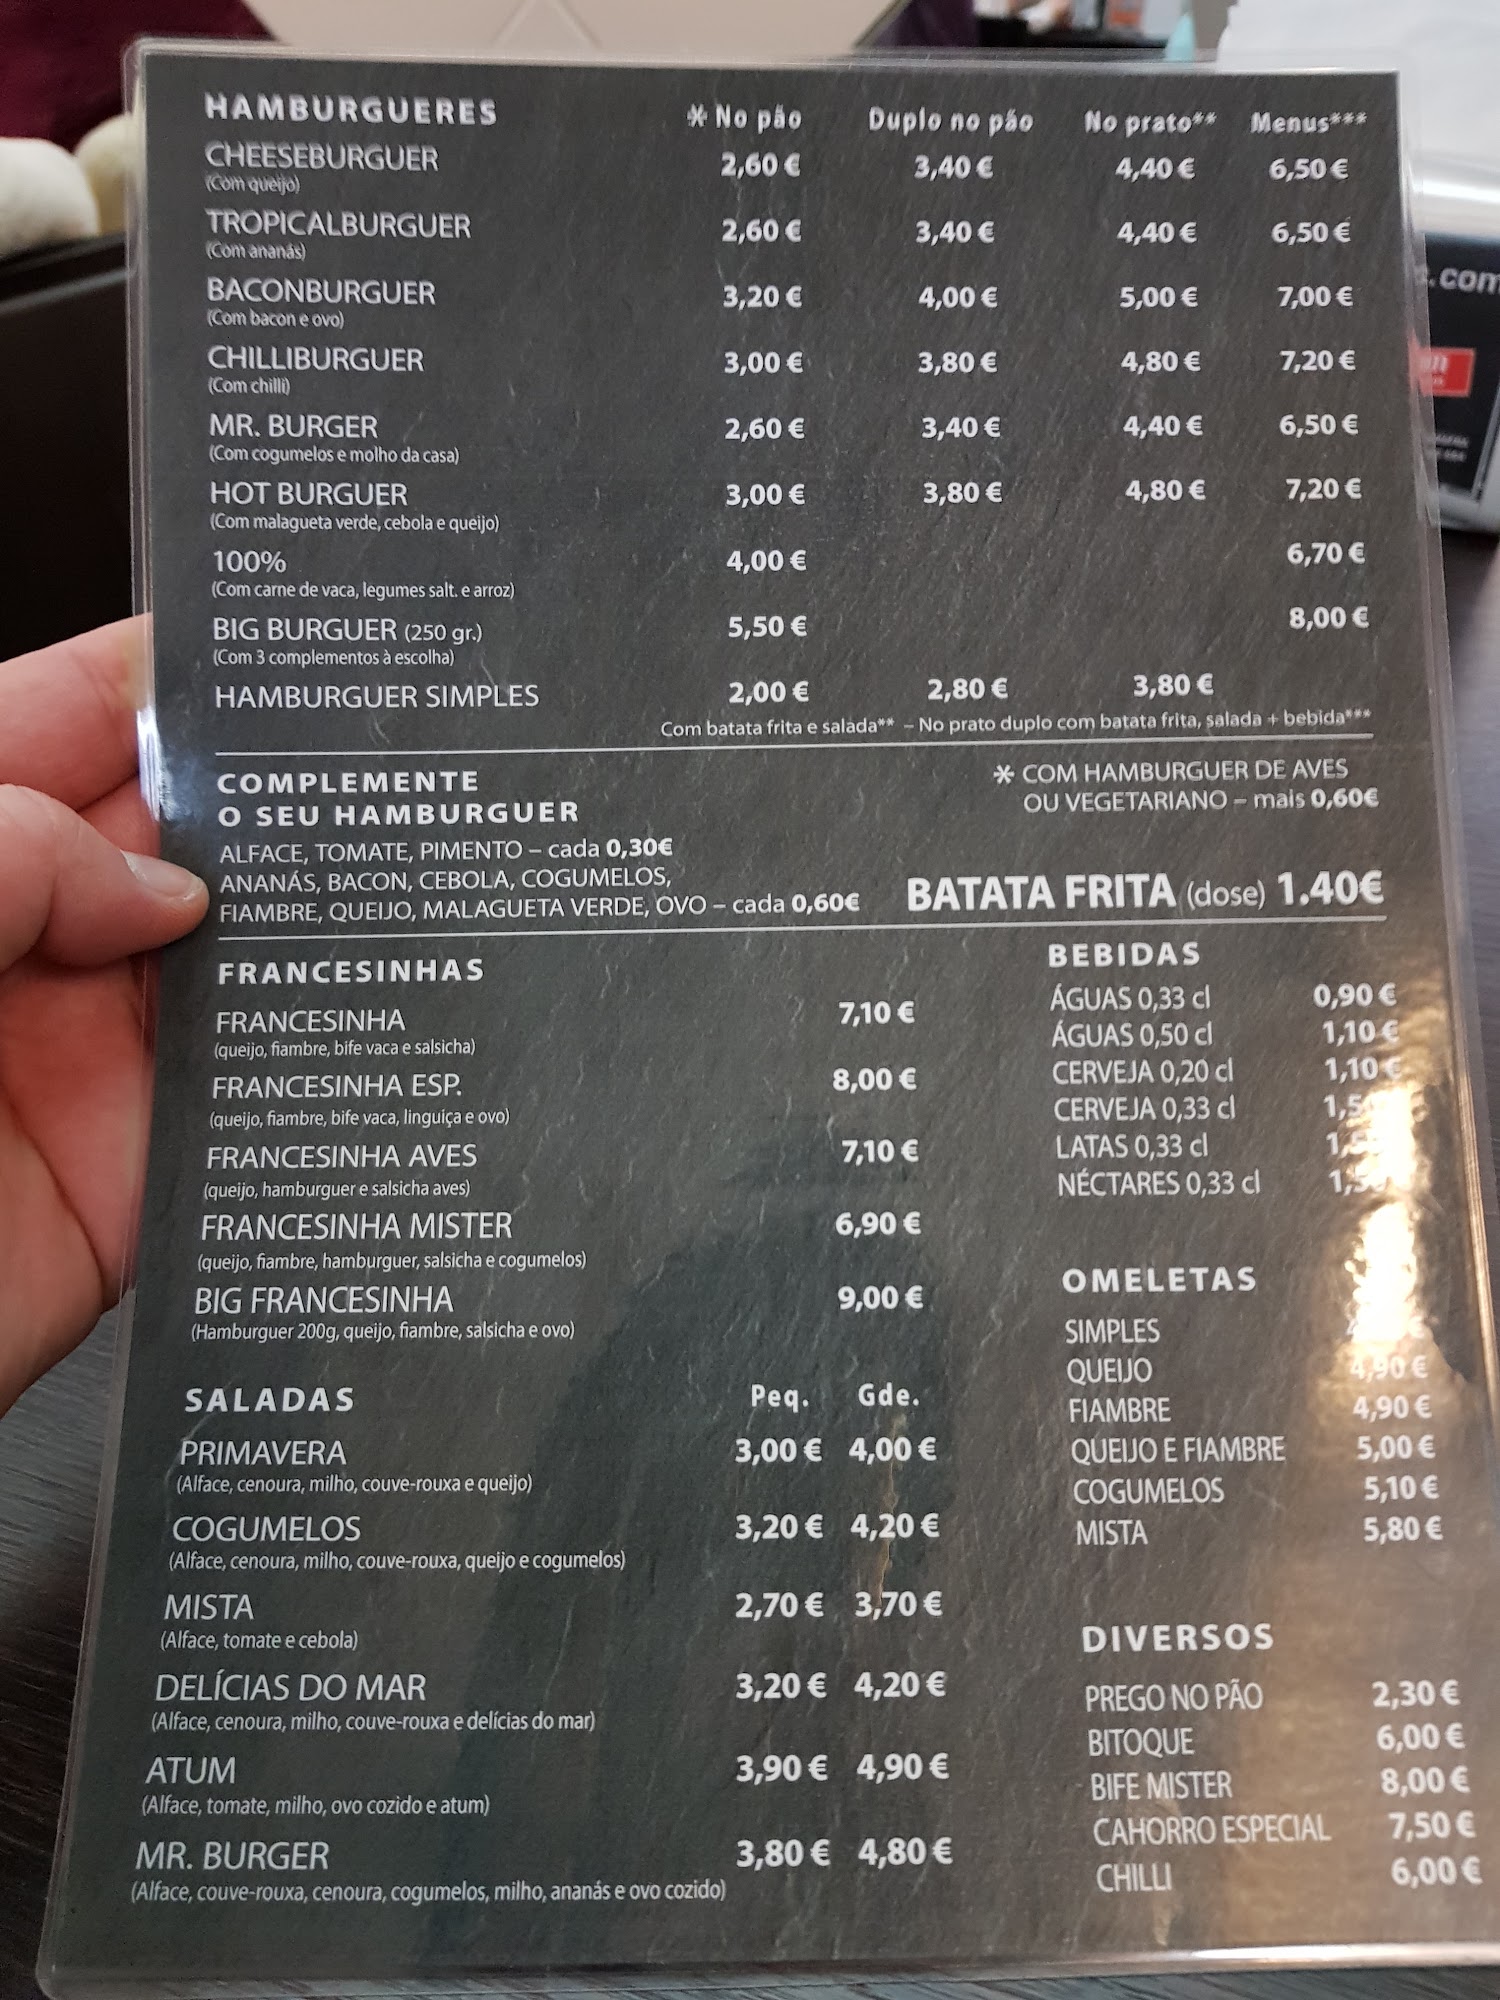 HAMBURGUERES * No pão Duplo no pão No prato** Menus***
CHEESEBURGUER 2,60 € 3,40 € 4,40 € 6,50 €
(Com queijo)
TROPICALBURGUER 2,60 € 3,40 € 4,40 € 6,50 €
(Com ananás)
BACONBURGUER 3,20 € 4,00 € 5,00 € 7,00 €
(Com bacon e ovo)
CHILLIBURGUER 3,00 € 3,80 € 4,80 € 7,20 €
(Com chilli)
MR. BURGER 2,60 € 3,40 € 4,40 € 6,50 €
(Com cogumelos e molho da casa)
HOT BURGUER 3,00 € 3,80 € 4,80 € 7,20 €
(Com malagueta verde, cebola e queijo)
100% 4,00 € 6,70 €
(Com carne de vaca, legumes salt. e arroz)
BIG BURGUER (250 gr.) 5,50 € 8,00 €
(Com 3 complementos à escolha)
HAMBURGUER SIMPLES 2,00 € 2,80 € 3,80 €
Com batata frita e salada** – No prato duplo com batata frita, salada + bebida***
COMPLEMENTE
O SEU HAMBURGUER
ALFACE, TOMATE, PIMENTO – cada 0,30€
ANANÁS, BACON, CEBOLA, COGUMELOS,
FIAMBRE, QUEIJO, MALAGUETA VERDE, OVO – cada 0,60€
* COM HAMBURGUER DE AVES
OU VEGETARIANO – mais 0,60€
BATATA FRITA (dose) 1.40€
FRANCESINHAS
FRANCESINHA 7,10 €
(queijo, fiambre, bife vaca e salsicha)
FRANCESINHA ESP. 8,00 €
(queijo, fiambre, bife vaca, linguiça e ovo)
FRANCESINHA AVES 7,10 €
(queijo, hamburguer e salsicha aves)
FRANCESINHA MISTER 6,90 €
(queijo, fiambre, hamburguer, salsicha e cogumelos)
BIG FRANCESINHA 9,00 €
(Hamburguer 200g, queijo, fiambre, salsicha e ovo)
SALADAS Peq. Gde.
PRIMAVERA 3,00 € 4,00 €
(Alface, cenoura, milho, couve-rouxa e queijo)
COGUMELOS 3,20 € 4,20 €
(Alface, cenoura, milho, couve-rouxa, queijo e cogumelos)
MISTA 2,70 € 3,70 €
(Alface, tomate e cebola)
DELÍCIAS DO MAR 3,20 € 4,20 €
(Alface, cenoura, milho, couve-rouxa e delícias do mar)
ATUM 3,90 € 4,90 €
(Alface, tomate, milho, ovo cozido e atum)
MR. BURGER 3,80 € 4,80 €
(Alface, couve-rouxa, cenoura, cogumelos, milho, ananás e ovo cozido)
BEBIDAS
ÁGUAS 0,33 cl 0,90 €
ÁGUAS 0,50 cl 1,10 €
CERVEJA 0,20 cl 1,10 €
CERVEJA 0,33 cl
LATAS 0,33 cl
NÉCTARES 0,33 cl
OMELETAS
SIMPLES
QUEIJO 4,90 €
FIAMBRE 4,90 €
QUEIJO E FIAMBRE 5,00 €
COGUMELOS 5,10 €
MISTA 5,80 €
DIVERSOS
PREGO NO PÃO 2,30 €
BITOQUE 6,00 €
BIFE MISTER 8,00 €
CAHORRO ESPECIAL 7,50 €
CHILLI 6,00 €
.com